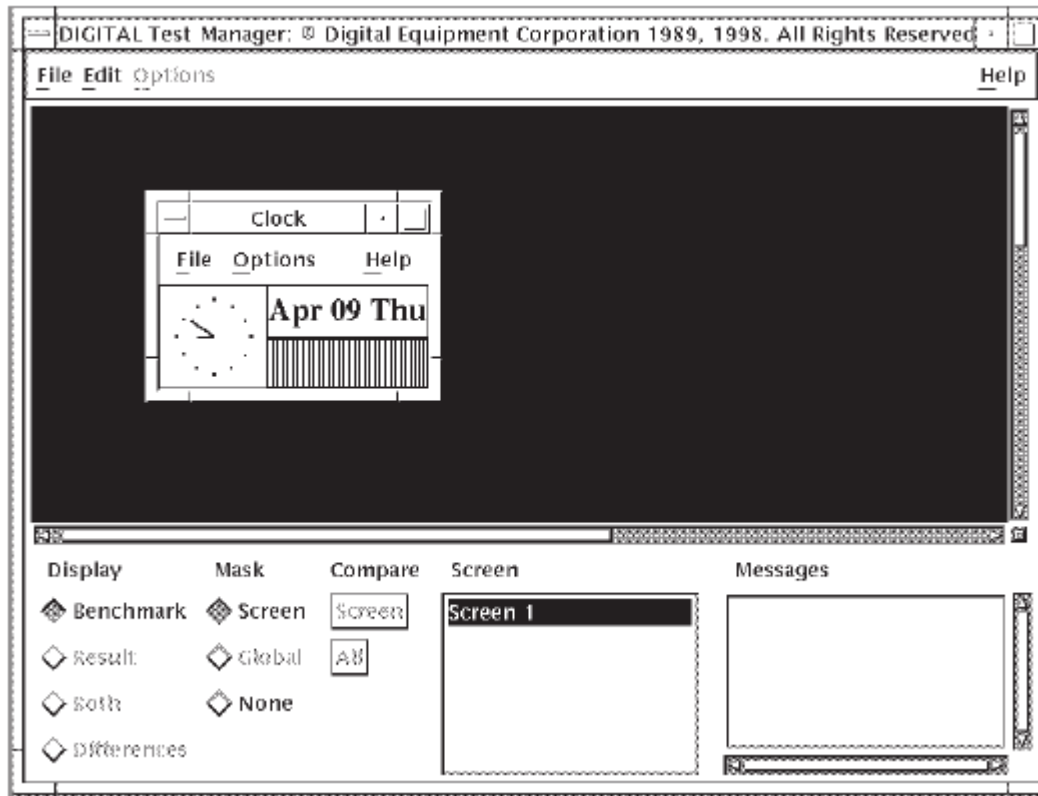 DIGITAL Test Manager: © Digital Equipment Corporation 1989, 1998. All Rights Reserved
File Edit Options Help
Clock
File Options Help
Apr 09 Thu
Display Mask Compare Screen Messages
Benchmark Screen Screen Screen 1
Result Global All
Both None
Differences